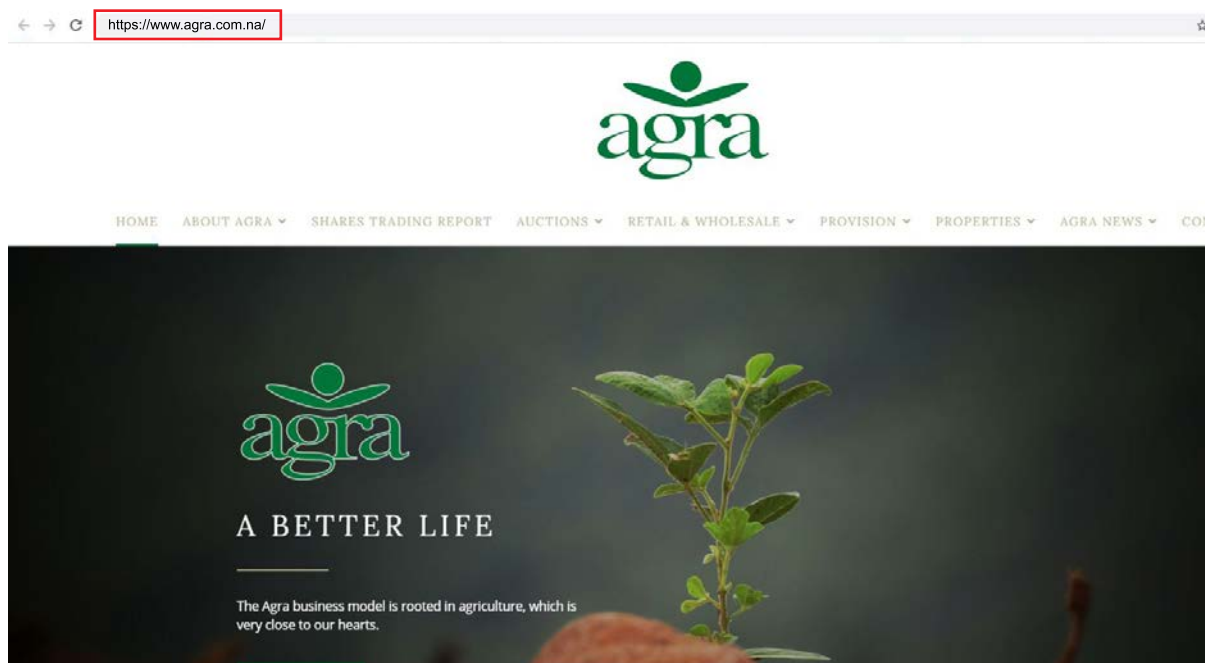 https://www.agra.com.na/
agra
HOME ABOUT AGRA SHARES TRADING REPORT AUCTIONS RETAIL & WHOLESALE PROVISION PROPERTIES AGRA NEWS
agra
A BETTER LIFE
The Agra business model is rooted in agriculture, which is
very close to our hearts.